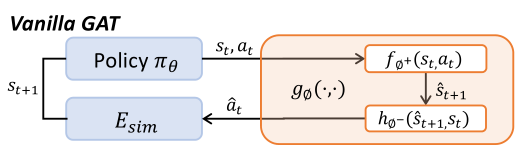 Vanilla GAT
Policy π_θ
s_t, a_t
f_{∅⁺}(s_t, a_t)
s_{t+1}
g_∅(·,·)
ŝ_{t+1}
E_{sim}
â_t
h_{∅⁻}(ŝ_{t+1}, s_t)